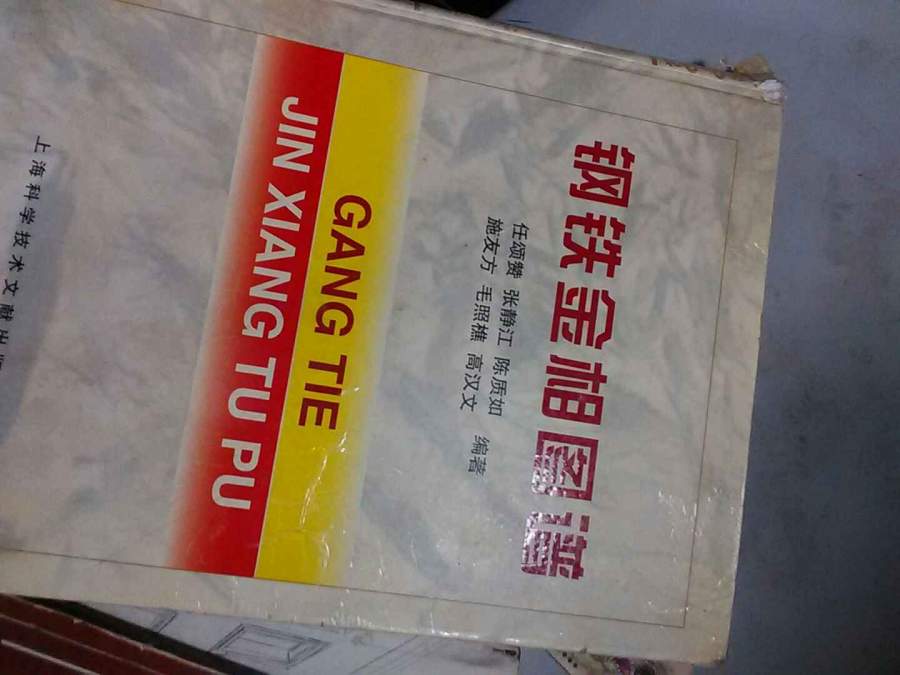 钢铁金相图谱
任颂赞 张静江 陈质如
施友方 毛照樵 高汉文 编著
GANG TIE
JIN XIANG TU PU
上海科学技术文献出